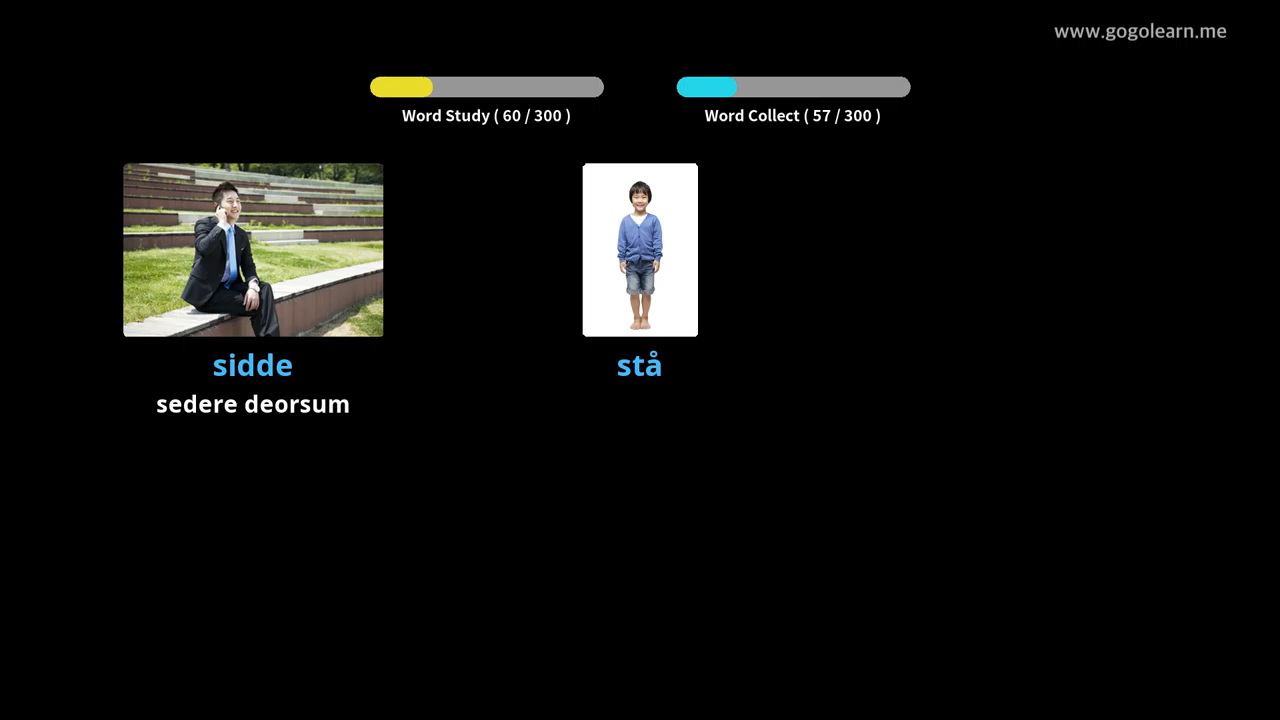 www.gogolearn.me
Word Study ( 60 / 300 )
Word Collect ( 57 / 300 )
sidde
stå
sedere deorsum